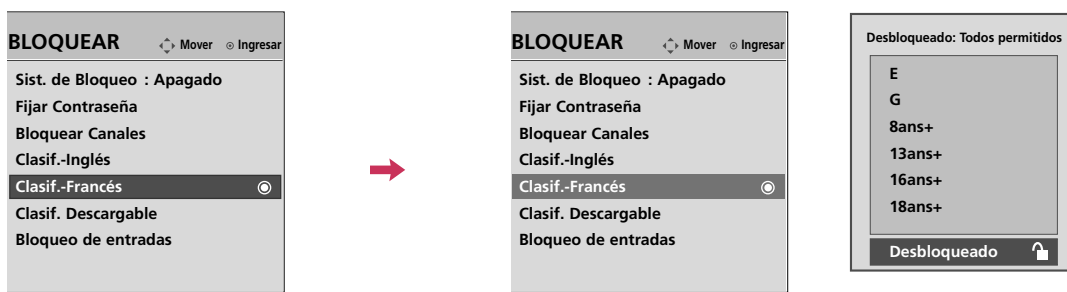 BLOQUEAR Mover Ingresar
Sist. de Bloqueo : Apagado
Fijar Contraseña
Bloquear Canales
Clasif.-Inglés
Clasif.-Francés
Clasif. Descargable
Bloqueo de entradas
BLOQUEAR Mover Ingresar
Sist. de Bloqueo : Apagado
Fijar Contraseña
Bloquear Canales
Clasif.-Inglés
Clasif.-Francés
Clasif. Descargable
Bloqueo de entradas
Desbloqueado: Todos permitidos
E
G
8ans+
13ans+
16ans+
18ans+
Desbloqueado